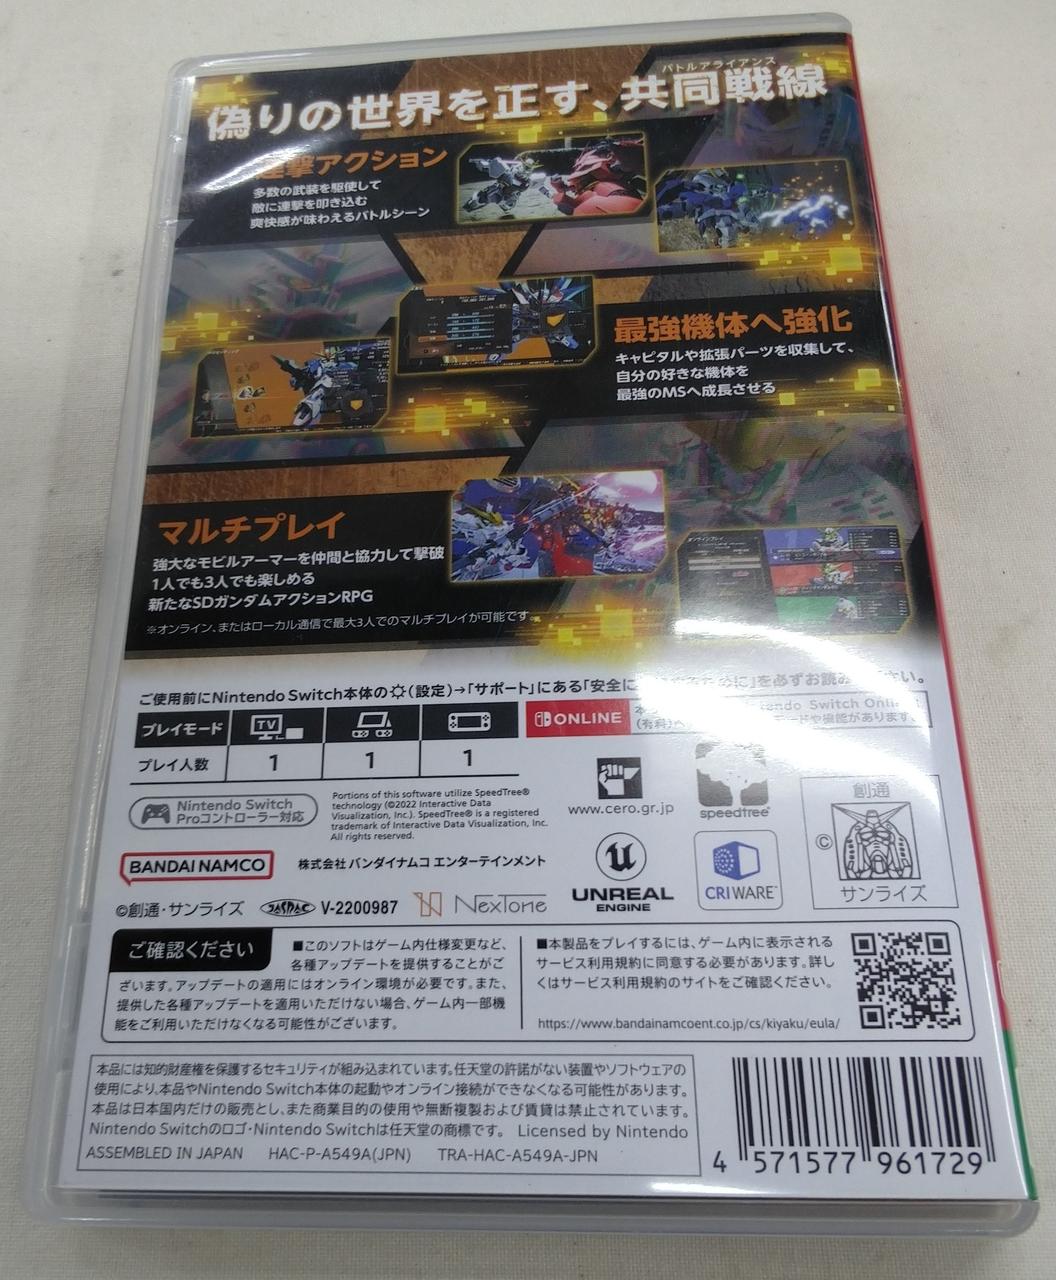 バトルアライアンス
偽りの世界を正す、共同戦線
連撃アクション
多数の武装を駆使して
敵に連撃を叩き込む
爽快感が味わえるバトルシーン
最強機体へ強化
キャピタルや拡張パーツを収集して、
自分の好きな機体を
最強のMSへ成長させる
マルチプレイ
強大なモビルアーマーを仲間と協力して撃破
1人でも3人でも楽しめる
新たなSDガンダムアクションRPG
※オンライン、またはローカル通信で最大3人でのマルチプレイが可能です。
オンラインプレイ
ご使用前にNintendo Switch本体の(設定)→「サポート」にある「安全に ために」を必ずお読み さい。
プレイモード TV
ONLINE
Nintendo Switch Online
(有料)へ モードや機能があります。
プレイ人数 1 1 1
Nintendo Switch
Proコントローラー対応
Portions of this software utilize SpeedTree®
technology (©2022 Interactive Data
Visualization, Inc.). SpeedTree® is a registered
trademark of Interactive Data Visualization, Inc.
All rights reserved.
www.cero.gr.jp
speedtree®
創通
©
サンライズ
BANDAI NAMCO
株式会社 バンダイナムコ エンターテインメント
UNREAL
ENGINE
CRIWARE™
©創通・サンライズ JASRAC V-2200987 NexTone
ご確認ください
■このソフトはゲーム内仕様変更など、
各種アップデートを提供することがご
ざいます。アップデートの適用にはオンライン環境が必要です。また、
提供した各種アップデートを適用いただけない場合、ゲーム内一部機
能をご利用いただけなくなる可能性がございます。
■本製品をプレイするには、ゲーム内に表示される
サービス利用規約に同意する必要があります。詳し
くはサービス利用規約のサイトをご確認ください。
https://www.bandainamcoent.co.jp/cs/kiyaku/eula/
本品には知的財産権を保護するセキュリティが組み込まれています。任天堂の許諾がない装置やソフトウェアの
使用により、本品やNintendo Switch本体の起動やオンライン接続ができなくなる可能性があります。
本品は日本国内だけの販売とし、また商業目的の使用や無断複製および賃貸は禁止されています。
Nintendo Switchのロゴ・Nintendo Switchは任天堂の商標です。 Licensed by Nintendo
ASSEMBLED IN JAPAN HAC-P-A549A(JPN) TRA-HAC-A549A-JPN
4 571577 961729